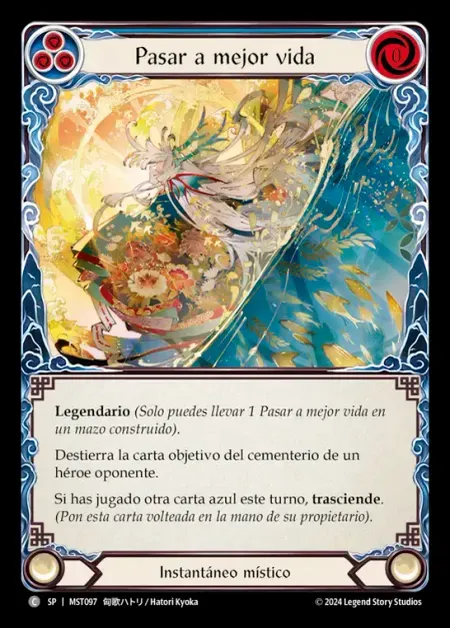 Pasar a mejor vida
0
Legendario (Solo puedes llevar 1 Pasar a mejor vida en
un mazo construido).
Destierra la carta objetivo del cementerio de un
héroe oponente.
Si has jugado otra carta azul este turno, trasciende.
(Pon esta carta volteada en la mano de su propietario).
Instantáneo místico
C SP | MST097 匈歌ハトリ / Hatori Kyoka
© 2024 Legend Story Studios